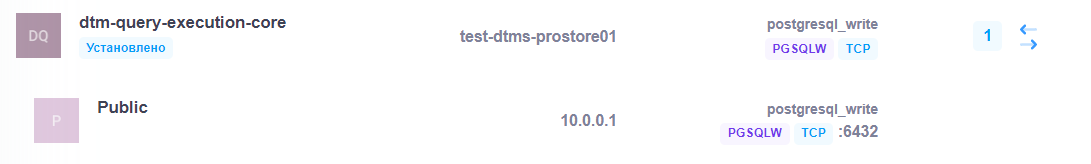 DQ
dtm-query-execution-core
Установлено
test-dtms-prostore01
postgresql_write
PGSQLW TCP
1
P
Public
10.0.0.1
postgresql_write
PGSQLW TCP :6432